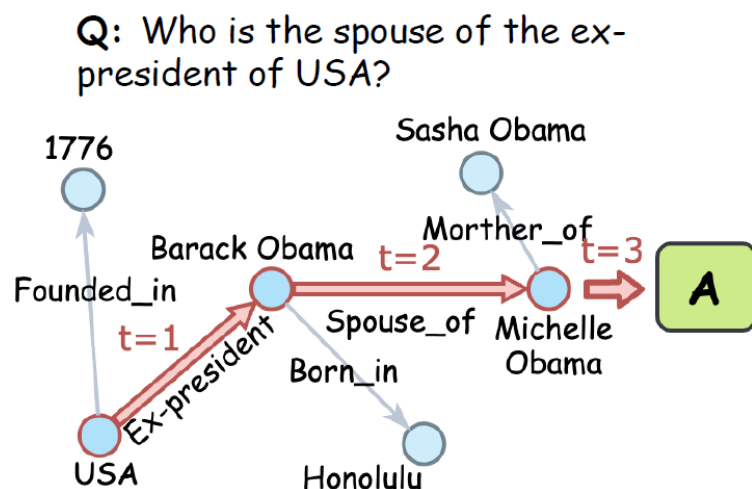 Q: Who is the spouse of the ex-
president of USA?
Sasha Obama
1776
Morther_of
Barack Obama
t=2
t=3
Founded_in
A
t=1
Ex-president
Spouse_of
Michelle
Obama
Born_in
USA
Honolulu